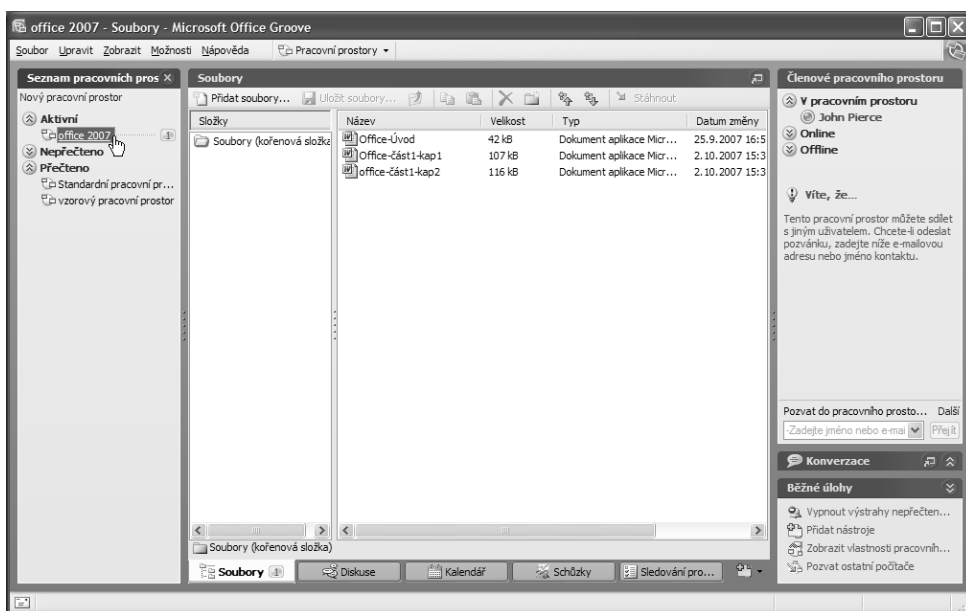 office 2007 - Soubory - Microsoft Office Groove
Soubor Upravit Zobrazit Možnosti Nápověda Pracovní prostory
Seznam pracovních pros ×
Nový pracovní prostor
Aktivní
office 2007
Nepřečteno
Přečteno
Standardní pracovní pr...
vzorový pracovní prostor
Soubory
Přidat soubory... Uložit soubory... Stáhnout
Složky
Soubory (kořenová složka
Název Velikost Typ Datum změny
Office-Úvod 42 kB Dokument aplikace Micr... 25.9.2007 16:5
Office-část1-kap1 107 kB Dokument aplikace Micr... 2.10.2007 15:3
office-část1-kap2 116 kB Dokument aplikace Micr... 2.10.2007 15:3
Soubory (kořenová složka)
Soubory 1 Diskuse Kalendář Schůzky Sledování pro...
Členové pracovního prostoru
V pracovním prostoru
John Pierce
Online
Offline
Víte, že...
Tento pracovní prostor můžete sdílet
s jiným uživatelem. Chcete-li odeslat
pozvánku, zadejte níže e-mailovou
adresu nebo jméno kontaktu.
Pozvat do pracovního prosto... Další
-Zadejte jméno nebo e-mai Přejít
Konverzace
Běžné úlohy
Vypnout výstrahy nepřečten...
Přidat nástroje
Zobrazit vlastnosti pracovníh...
Pozvat ostatní počítače